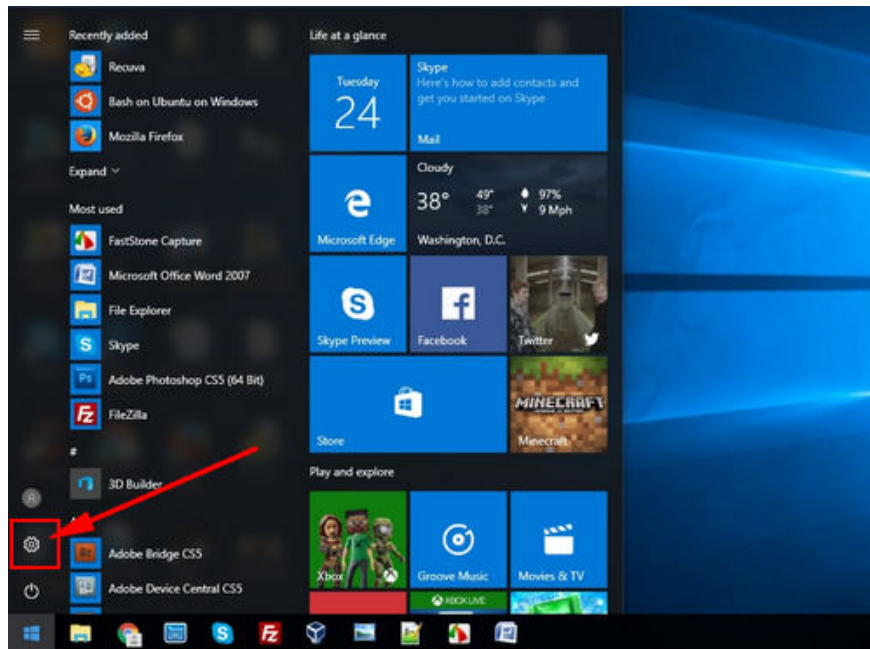 Recently added
Recuva
Bash on Ubuntu on Windows
Mozilla Firefox
Expand
Most used
FastStone Capture
Microsoft Office Word 2007
File Explorer
Skype
Adobe Photoshop CS5 (64 Bit)
FileZilla
#
3D Builder
Adobe Bridge CS5
Adobe Device Central CS5
Life at a glance
Tuesday
24
Skype
Here's how to add contacts and
get you started on Skype
Mail
Microsoft Edge
Cloudy
38° 49° 97%
38° 9 Mph
Washington, D.C.
Skype Preview
Facebook
Twitter
Store
MINECRAFT
Minecraft
Play and explore
Xbox
Groove Music
Movies & TV
XBOX LIVE